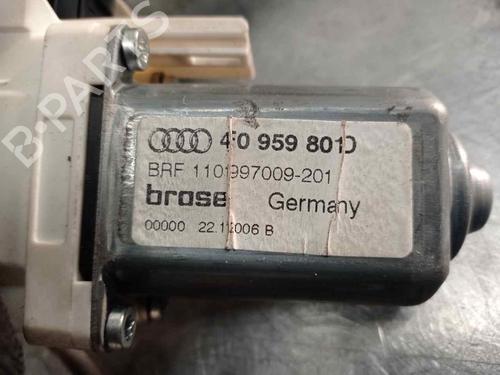 4F0 959 801D
BRF 1101997009-201
brose Germany
00000 22.11.2006 B
B-PARTS